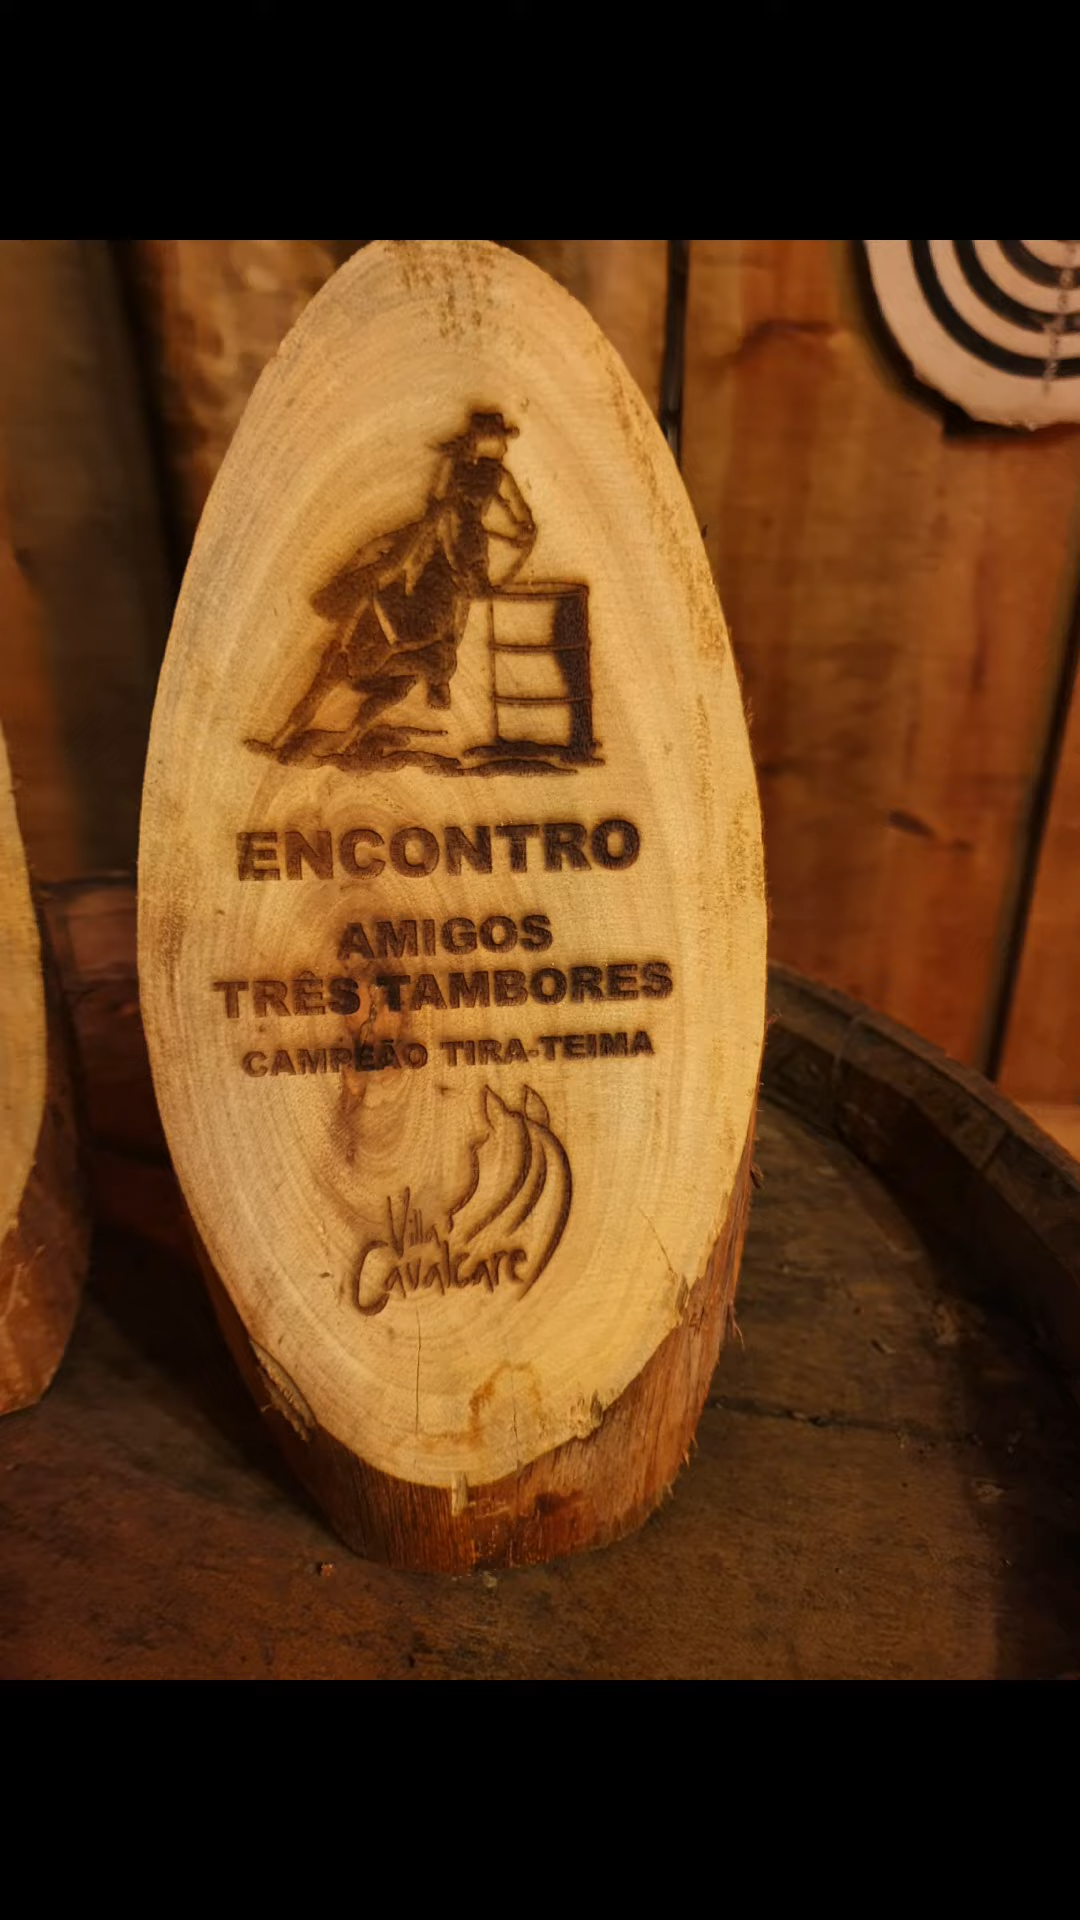 ENCONTRO
AMIGOS
TRÊS TAMBORES
CAMPEÃO TIRA-TEIMA
Villa
Cavalcare